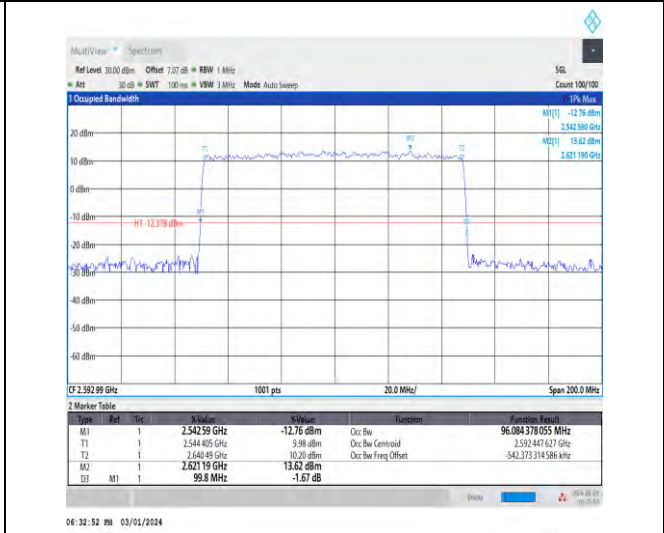 MultiView Spectrum
Ref Level 30.00 dBm Offset 7.07 dB RBW 1 MHz SGL
Att 30 dB SWT 100 ms VBW 3 MHz Mode Auto Sweep Count 100/100
1 Occupied Bandwidth 1Pk Max
M1[1] -12.76 dBm
2.542 590 GHz
20 dBm M2[1] 13.62 dBm
2.621 190 GHz
M2
T1 T2
10 dBm
0 dBm
-10 dBm M1
H1 -12.378 dBm
-20 dBm
-30 dBm
-40 dBm
-50 dBm
-60 dBm
CF 2.592 99 GHz 1001 pts 20.0 MHz/ Span 200.0 MHz
2 Marker Table
Type Ref Trc X-Value Y-Value Function Function Result
M1 1 2.542 59 GHz -12.76 dBm Occ Bw 96.084 378 055 MHz
T1 1 2.544 405 GHz 9.98 dBm Occ Bw Centroid 2.592 447 627 GHz
T2 1 2.640 49 GHz 10.20 dBm Occ Bw Freq Offset -542.373 314 586 kHz
M2 1 2.621 19 GHz 13.62 dBm
D3 M1 1 99.8 MHz -1.67 dB
Ready
06:32:52 PM 03/01/2024